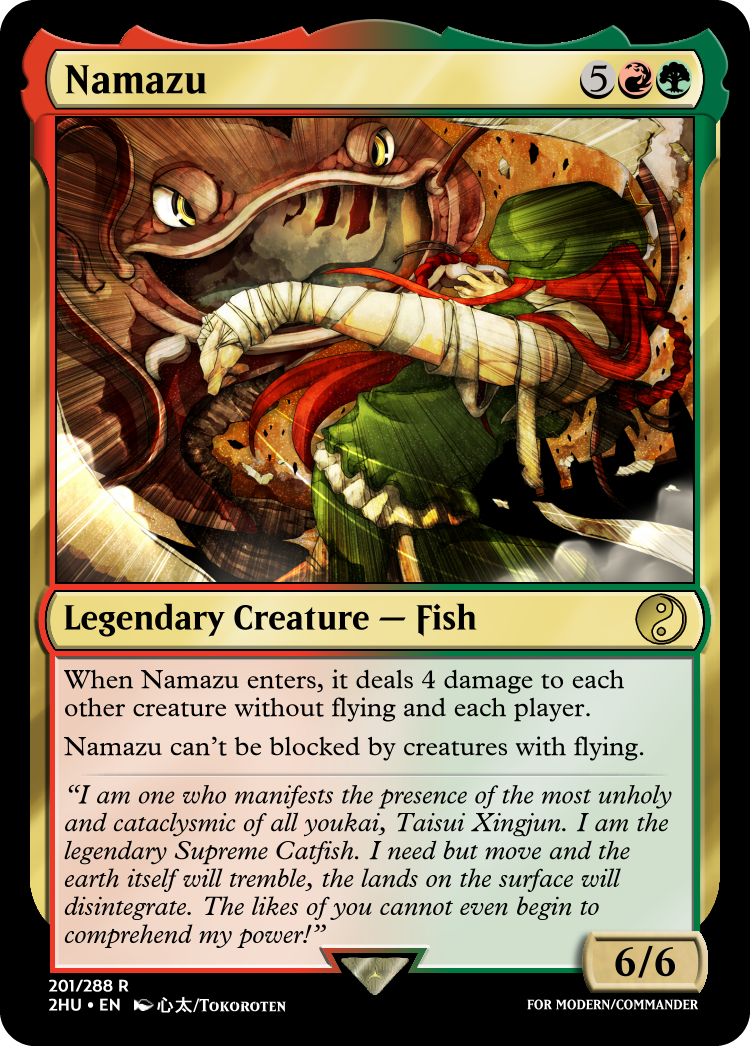 Namazu 5
Legendary Creature — Fish
When Namazu enters, it deals 4 damage to each
other creature without flying and each player.
Namazu can’t be blocked by creatures with flying.
“I am one who manifests the presence of the most unholy
and cataclysmic of all youkai, Taisui Xingjun. I am the
legendary Supreme Catfish. I need but move and the
earth itself will tremble, the lands on the surface will
disintegrate. The likes of you cannot even begin to
comprehend my power!”
6/6
201/288 R
2HU • EN 心太/Tokoroten
FOR MODERN/COMMANDER